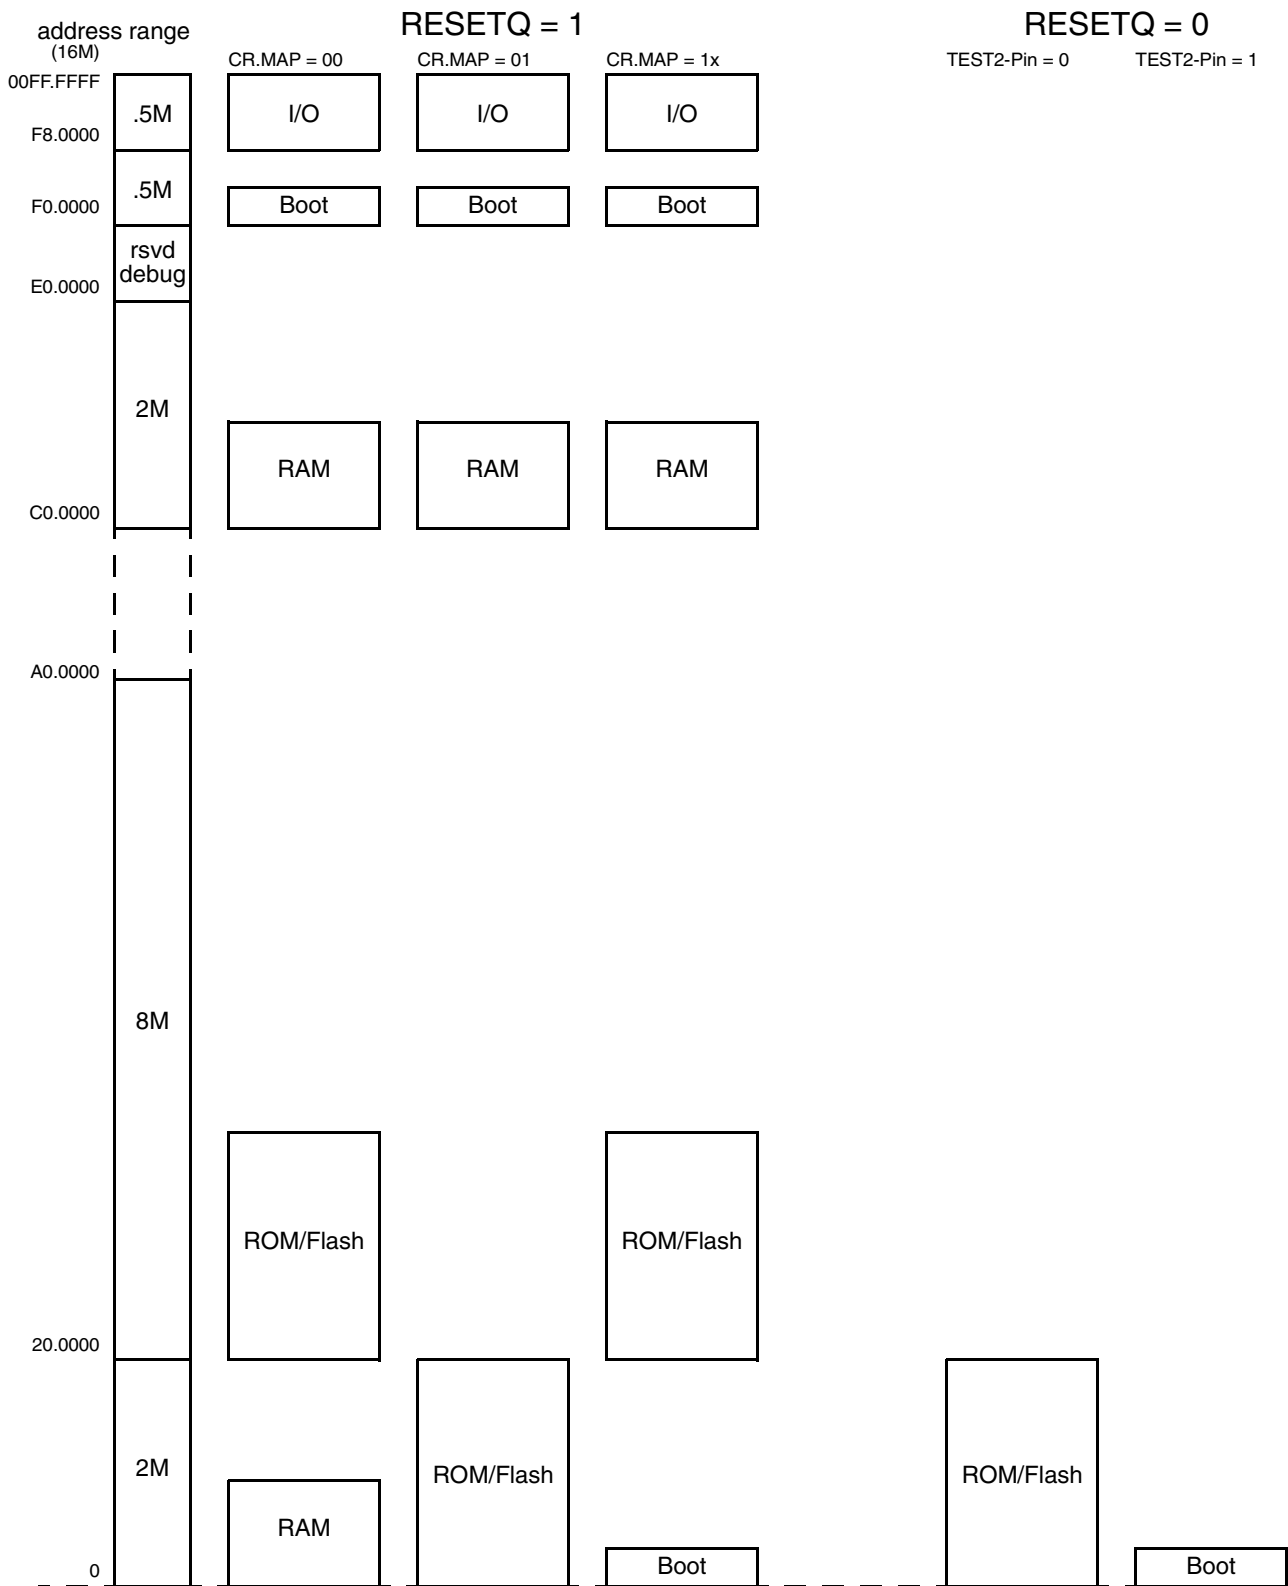 address range
(16M)
RESETQ = 1
RESETQ = 0
CR.MAP = 00
CR.MAP = 01
CR.MAP = 1x
TEST2-Pin = 0
TEST2-Pin = 1
00FF.FFFF
.5M
I/O
I/O
I/O
F8.0000
.5M
Boot
Boot
Boot
F0.0000
rsvd
debug
E0.0000
2M
RAM
RAM
RAM
C0.0000
A0.0000
8M
ROM/Flash
ROM/Flash
20.0000
2M
ROM/Flash
ROM/Flash
RAM
Boot
Boot
0